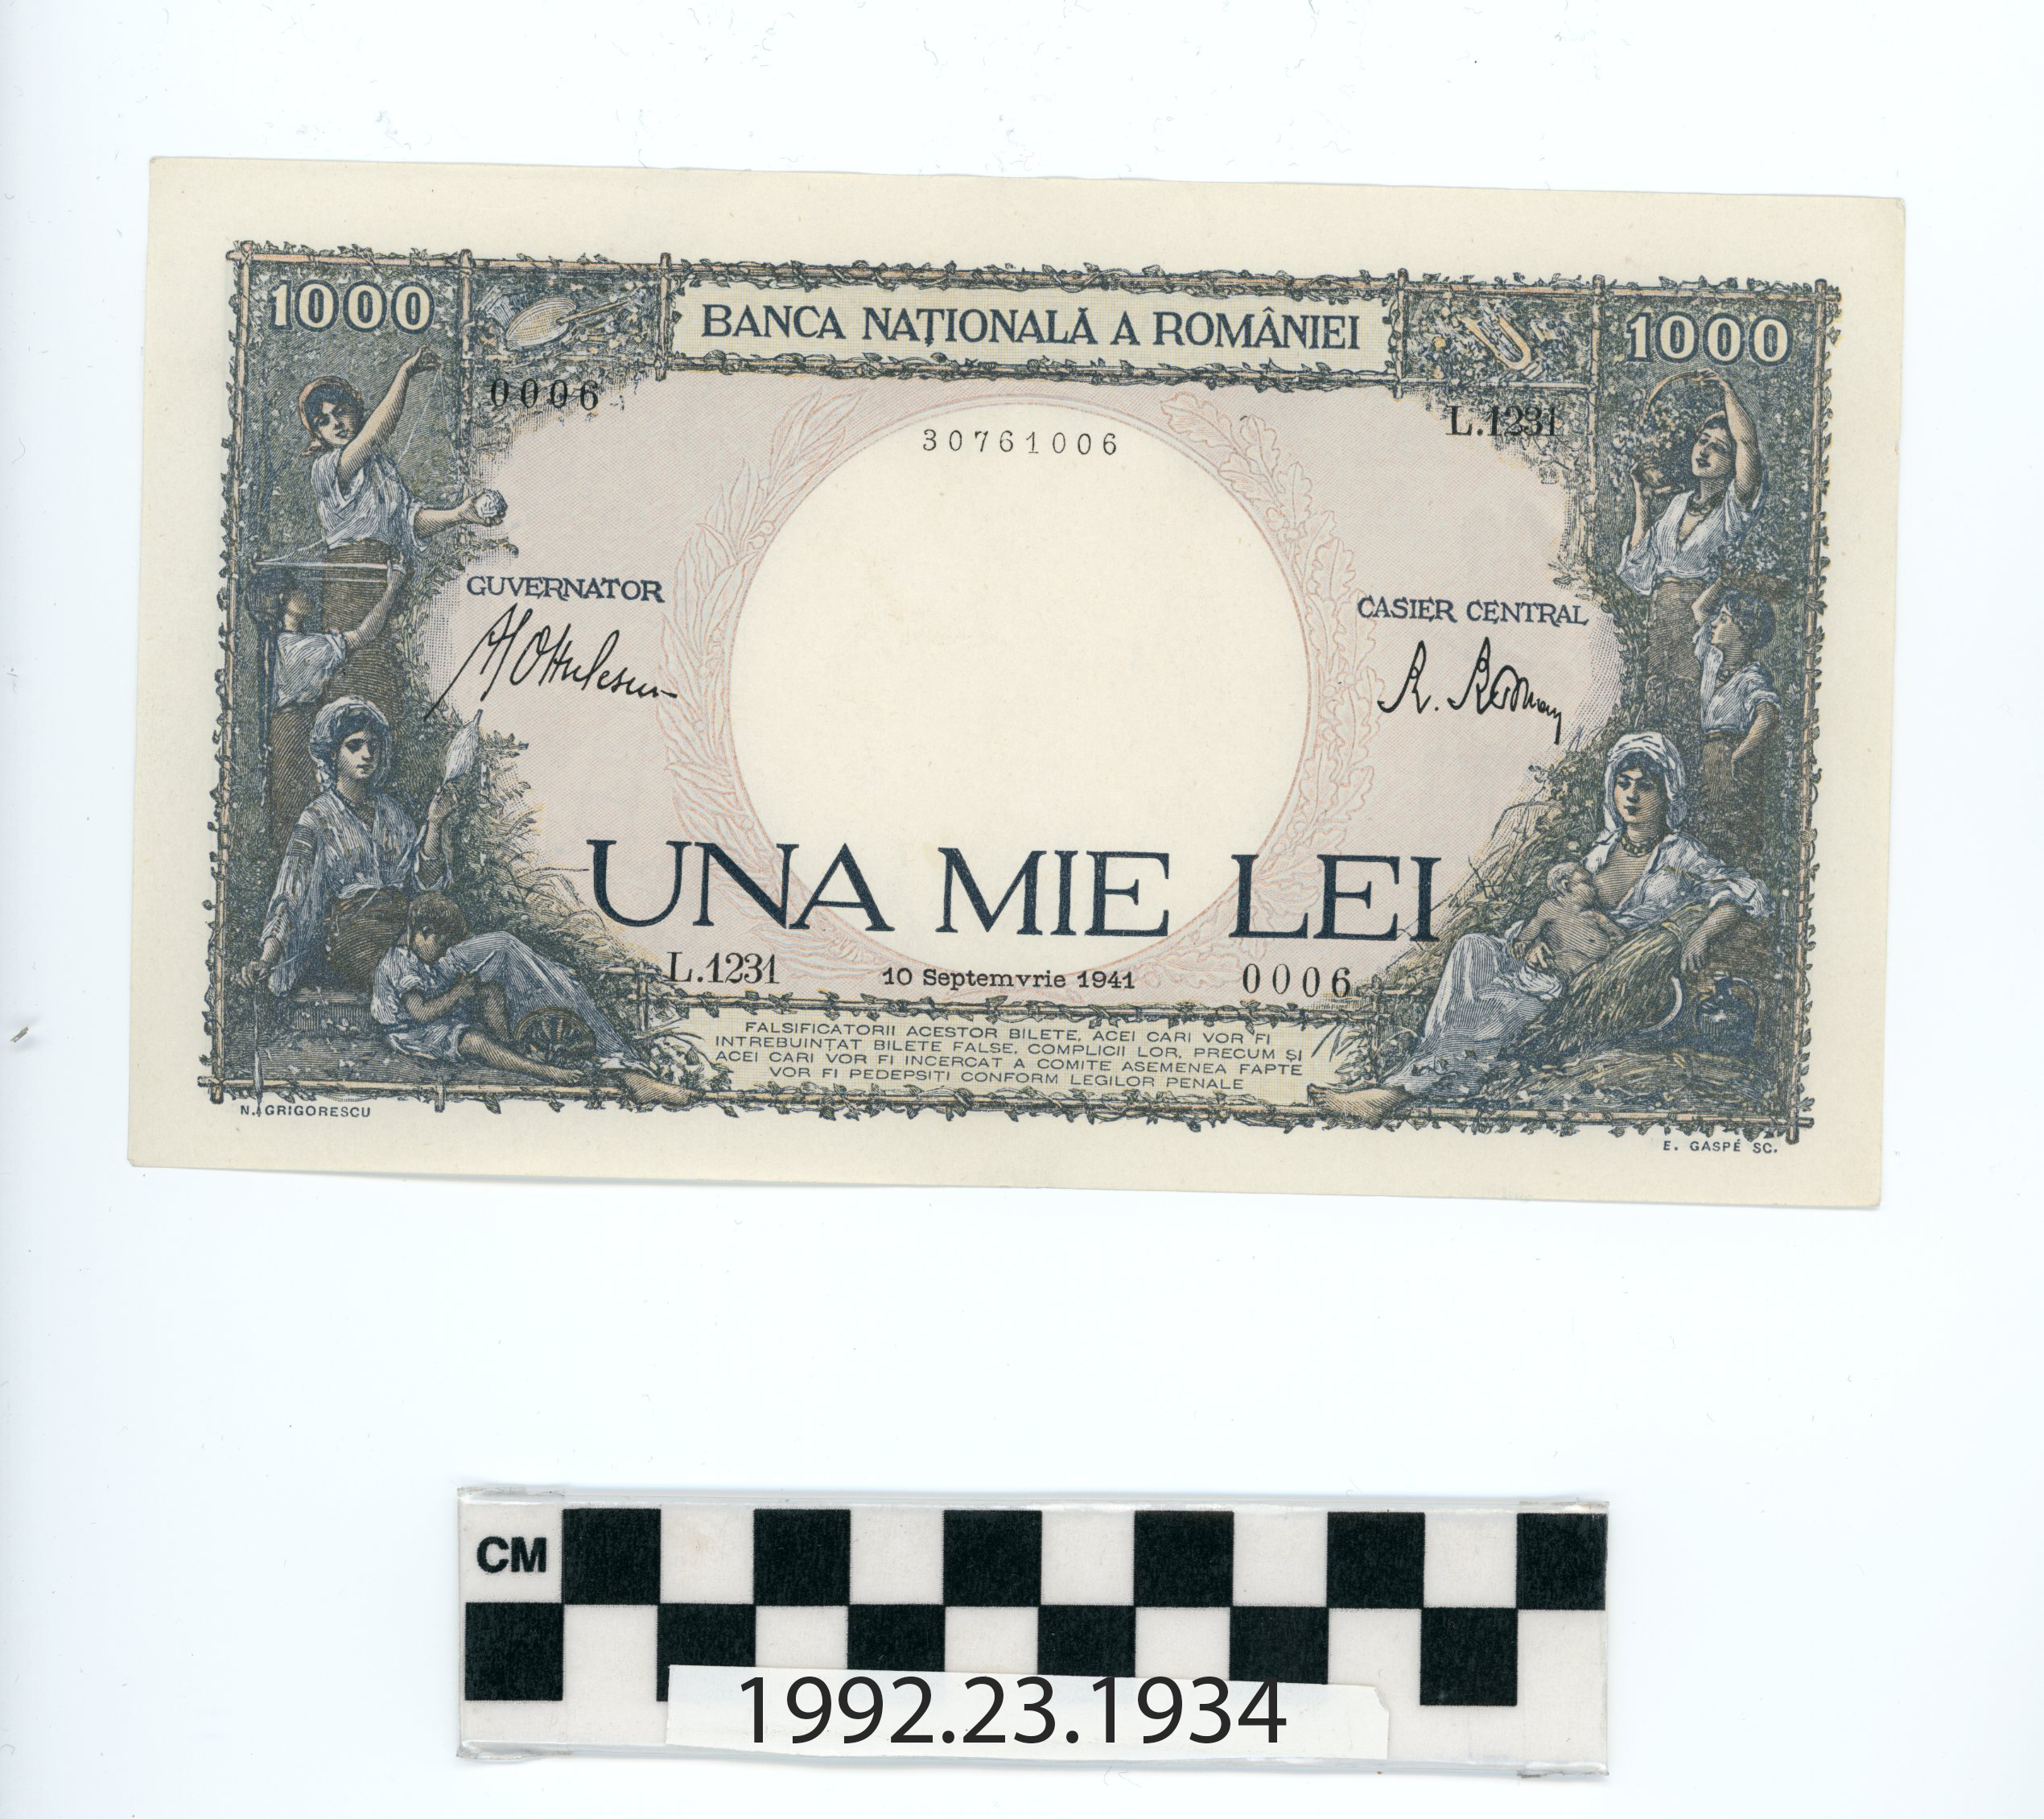 1000
BANCA NAȚIONALĂ A ROMÂNIEI
1000
0006
L.1231
30761006
GUVERNATOR
CASIER CENTRAL
UNA MIE LEI
L.1231
10 Septemvrie 1941
0006
FALSIFICATORII ACESTOR BILETE, ACEI CARI VOR FI
INTREBUINȚAT BILETE FALSE, COMPLICII LOR, PRECUM ȘI
ACEI CARI VOR FI INCERCAT A COMITE ASEMENEA FAPTE
VOR FI PEDEPSIȚI CONFORM LEGILOR PENALE
N. GRIGORESCU
E. GASPÉ SC.
CM
1992.23.1934